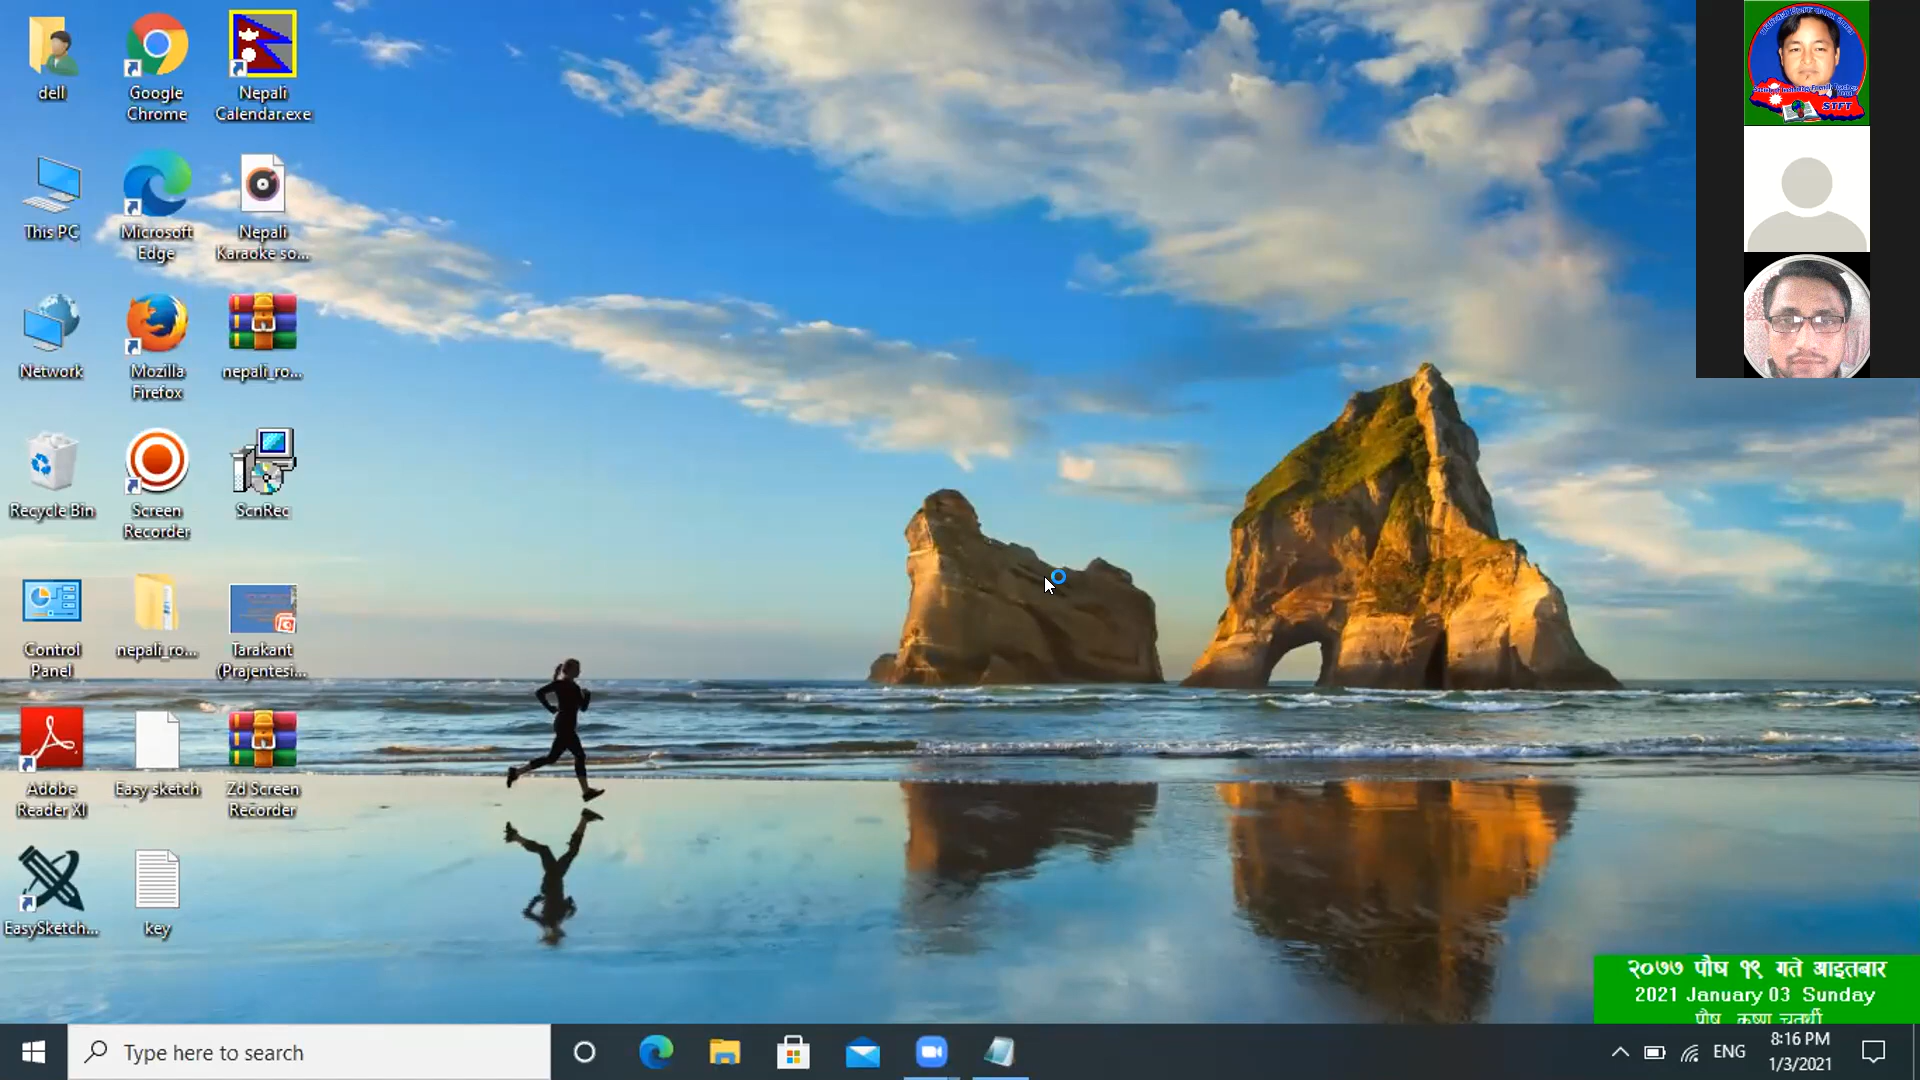 dell
Google
Chrome
Nepali
Calendar.exe
This PC
Microsoft
Edge
Nepali
Karaoke so...
Network
Mozilla
Firefox
nepali_ro...
Recycle Bin
Screen
Recorder
ScnRec
Control
Panel
nepali_ro...
Tarakant
(Prajentesi...
Adobe
Reader XI
Easy sketch
Zd Screen
Recorder
EasySketch...
key
STFT
२०७७ पौष १९ गते आइतबार
2021 January 03 Sunday
पौष कृष्ण चतुर्थी
Type here to search
ENG
8:16 PM
1/3/2021